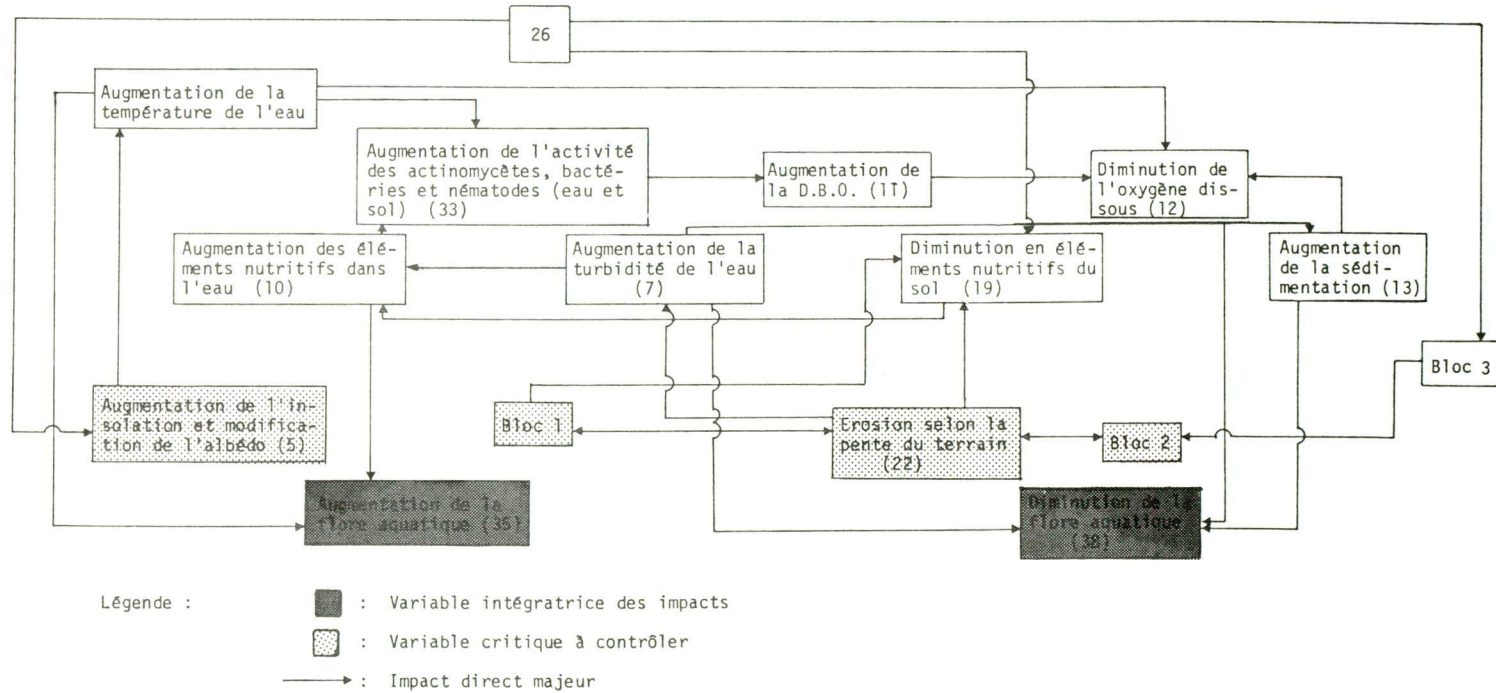 26
Augmentation de la
température de l'eau
Augmentation de l'activité
des actinomycètes, bacté-
ries et nématodes (eau et
sol) (33)
Augmentation de
la D.B.O. (11)
Diminution de
l'oxygène dis-
sous (12)
Augmentation des élé-
ments nutritifs dans
l'eau (10)
Augmentation de la
turbidité de l'eau
(7)
Diminution en élé-
ments nutritifs du
sol (19)
Augmentation
de la sédi-
mentation (13)
Bloc 3
Augmentation de l'in-
solation et modifica-
tion de l'albédo (5)
Bloc 1
Erosion selon la
pente du terrain
(22)
Bloc 2
Augmentation de la
flore aquatique (35)
Diminution de la
flore aquatique
(38)
Légende :
: Variable intégratrice des impacts
: Variable critique à contrôler
: Impact direct majeur